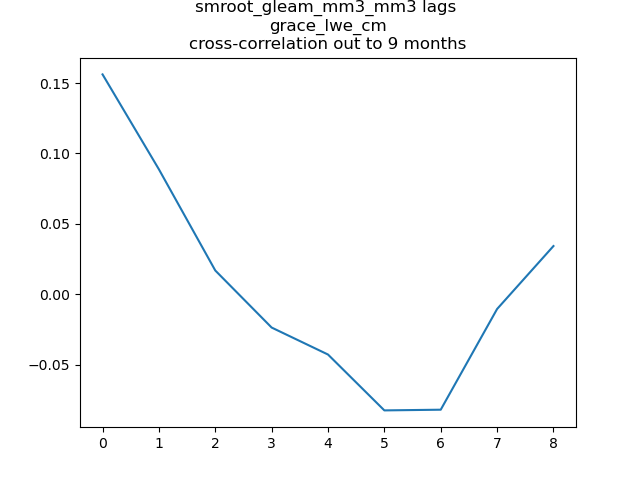 smroot_gleam_mm3_mm3 lags
grace_lwe_cm
cross-correlation out to 9 months
0.15
0.10
0.05
0.00
−0.05
0 1 2 3 4 5 6 7 8